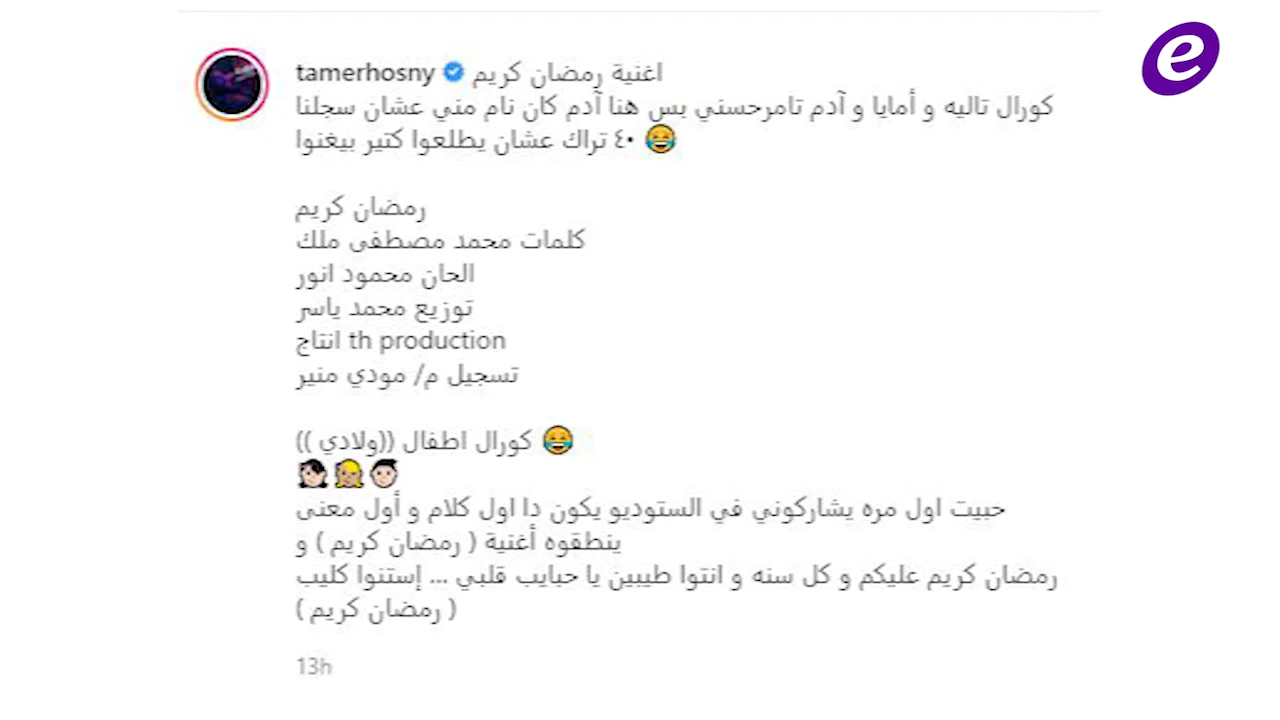 tamerhosny اغنية رمضان كريم
كورال تاليه و أمايا و آدم تامرحسني بس هنا آدم كان نام مني عشان سجلنا
٤٠ تراك عشان يطلعوا كتير بيغنوا 😂
رمضان كريم
كلمات محمد مصطفى ملك
الحان محمود انور
توزيع محمد ياسر
انتاج th production
تسجيل م/ مودي منير
كورال اطفال ((ولادي )) 😂
👧🏻👱🏼‍♀️👦🏻
حبيت اول مره يشاركوني في الستوديو يكون دا اول كلام و أول معنى
ينطقوه أغنية ( رمضان كريم ) و
رمضان كريم عليكم و كل سنه و انتوا طيبين يا حبايب قلبي ... إستنوا كليب
( رمضان كريم )
13h
e